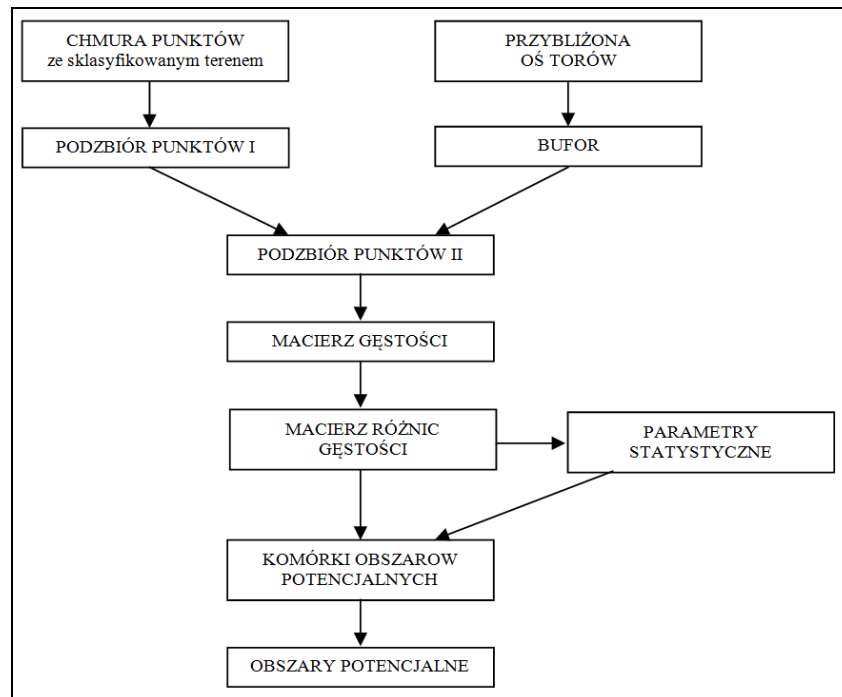 CHMURA PUNKTÓW
ze sklasyfikowanym terenem
PRZYBLIŻONA
OŚ TORÓW
PODZBIÓR PUNKTÓW I
BUFOR
PODZBIÓR PUNKTÓW II
MACIERZ GĘSTOŚCI
MACIERZ RÓŻNIC
GĘSTOŚCI
PARAMETRY
STATYSTYCZNE
KOMÓRKI OBSZARÓW
POTENCJALNYCH
OBSZARY POTENCJALNE